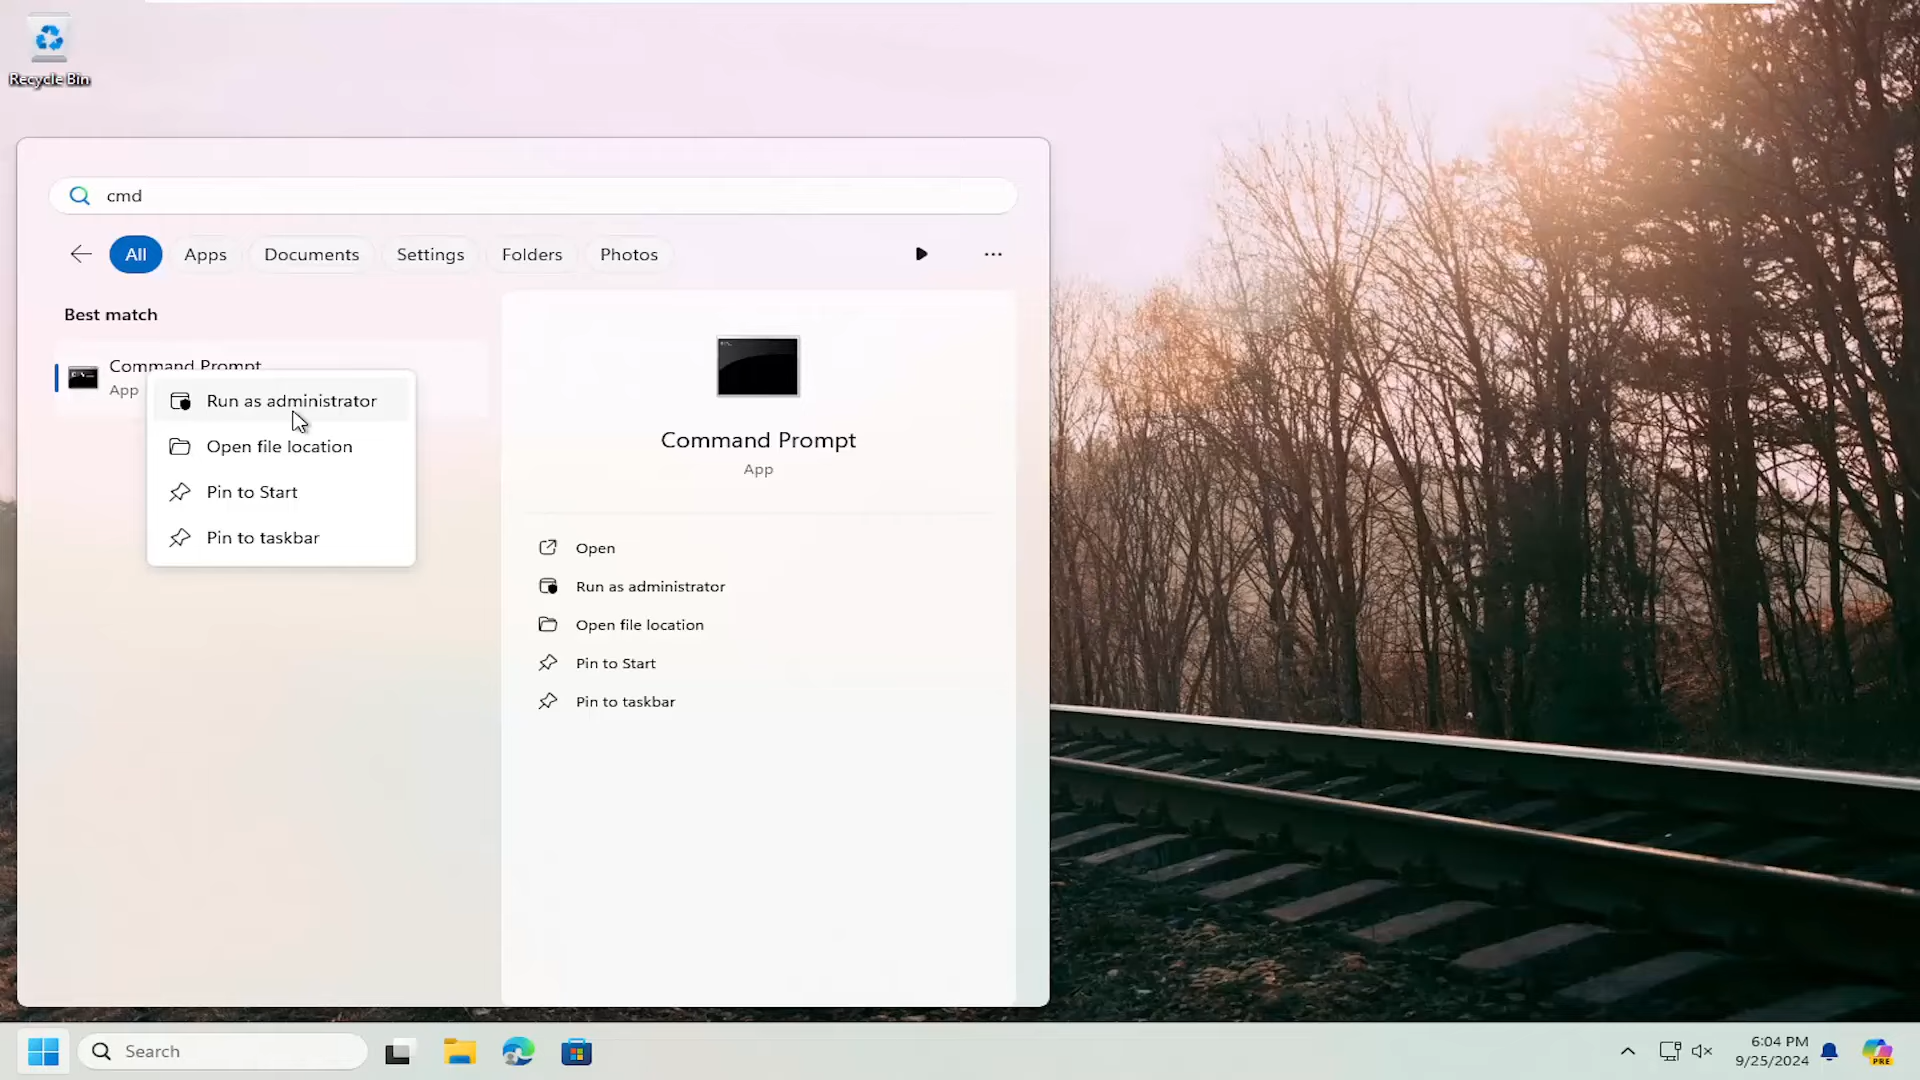 Recycle Bin
cmd
All
Apps
Documents
Settings
Folders
Photos
Best match
Command Prompt
App
Run as administrator
Open file location
Pin to Start
Pin to taskbar
Command Prompt
App
Open
Run as administrator
Open file location
Pin to Start
Pin to taskbar
Search
6:04 PM
9/25/2024
PRE